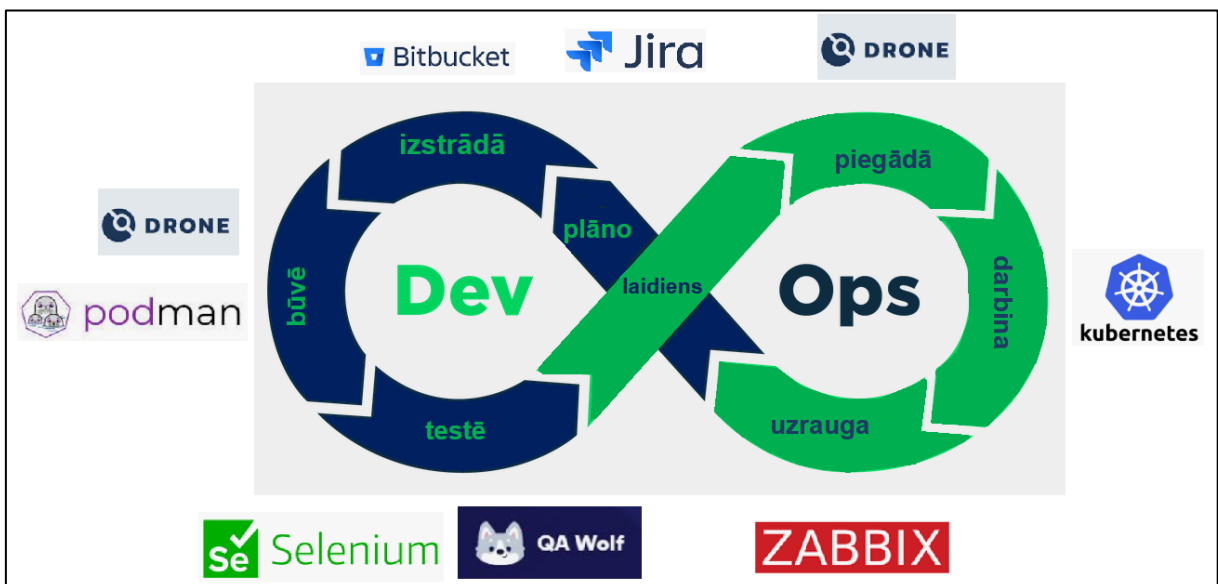 Bitbucket
Jira
DRONE
izstrādā
piegādā
DRONE
plāno
būvē
Dev
laidiens
Ops
darbina
podman
kubernetes
testē
uzrauga
Se Selenium
QA Wolf
ZABBIX